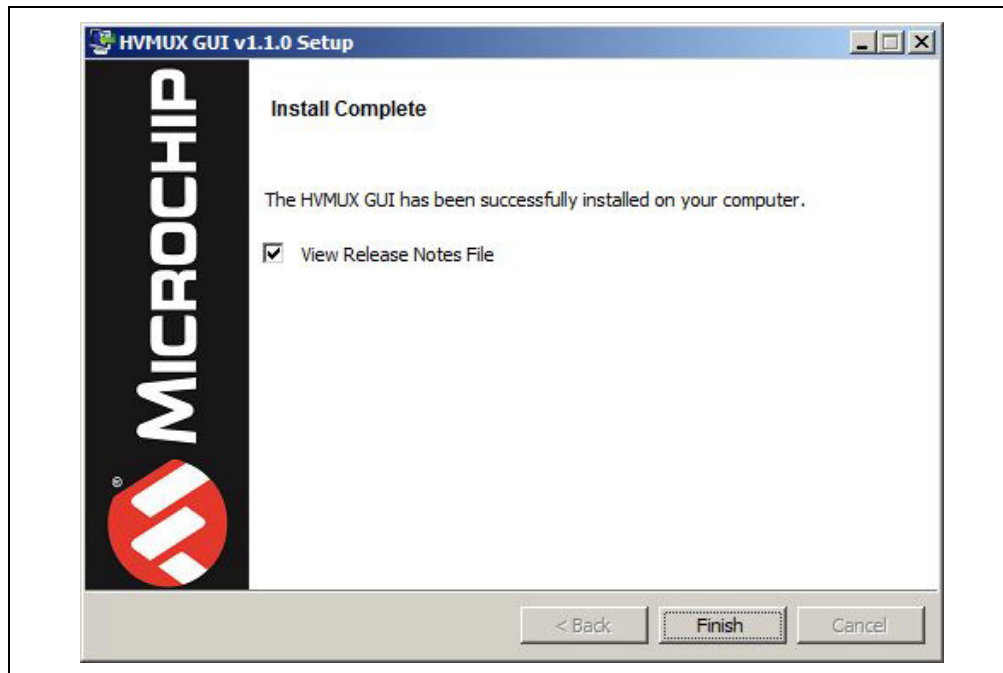 HVMUX GUI v1.1.0 Setup
MICROCHIP
®
Install Complete
The HVMUX GUI has been successfully installed on your computer.
View Release Notes File
< Back
Finish
Cancel